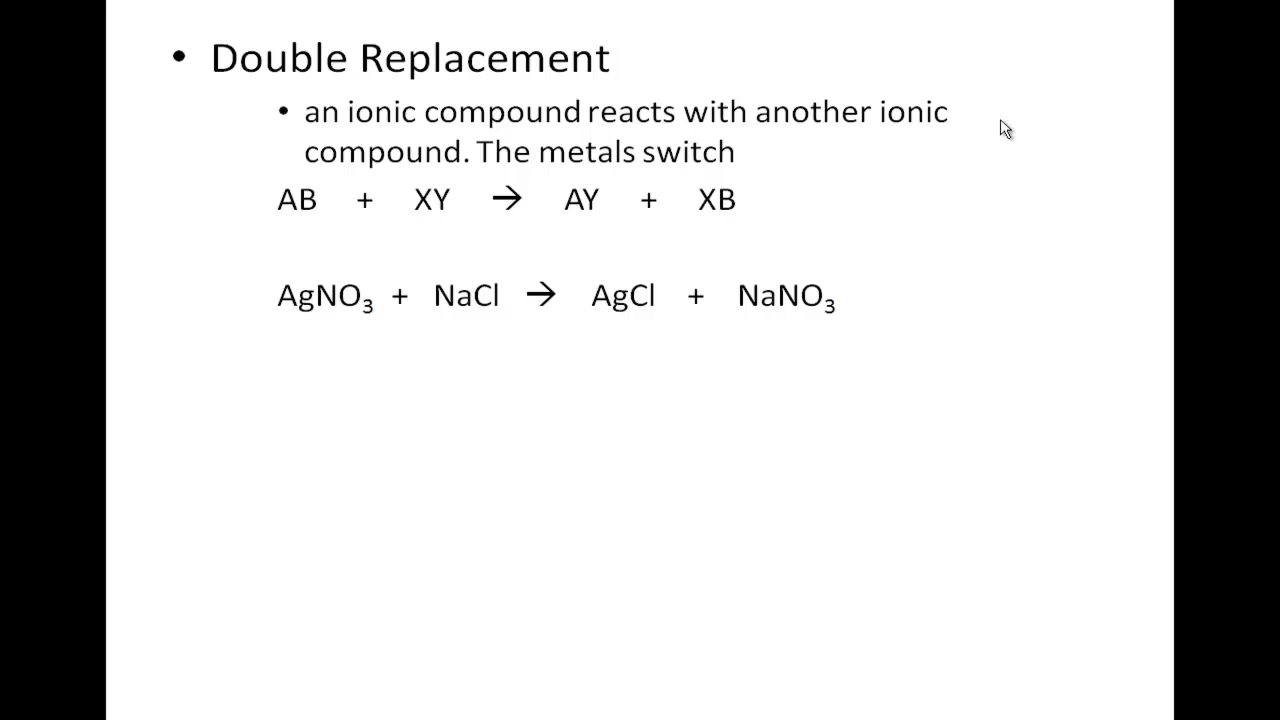 • Double Replacement
• an ionic compound reacts with another ionic
compound. The metals switch
AB + XY → AY + XB
AgNO₃ + NaCl → AgCl + NaNO₃